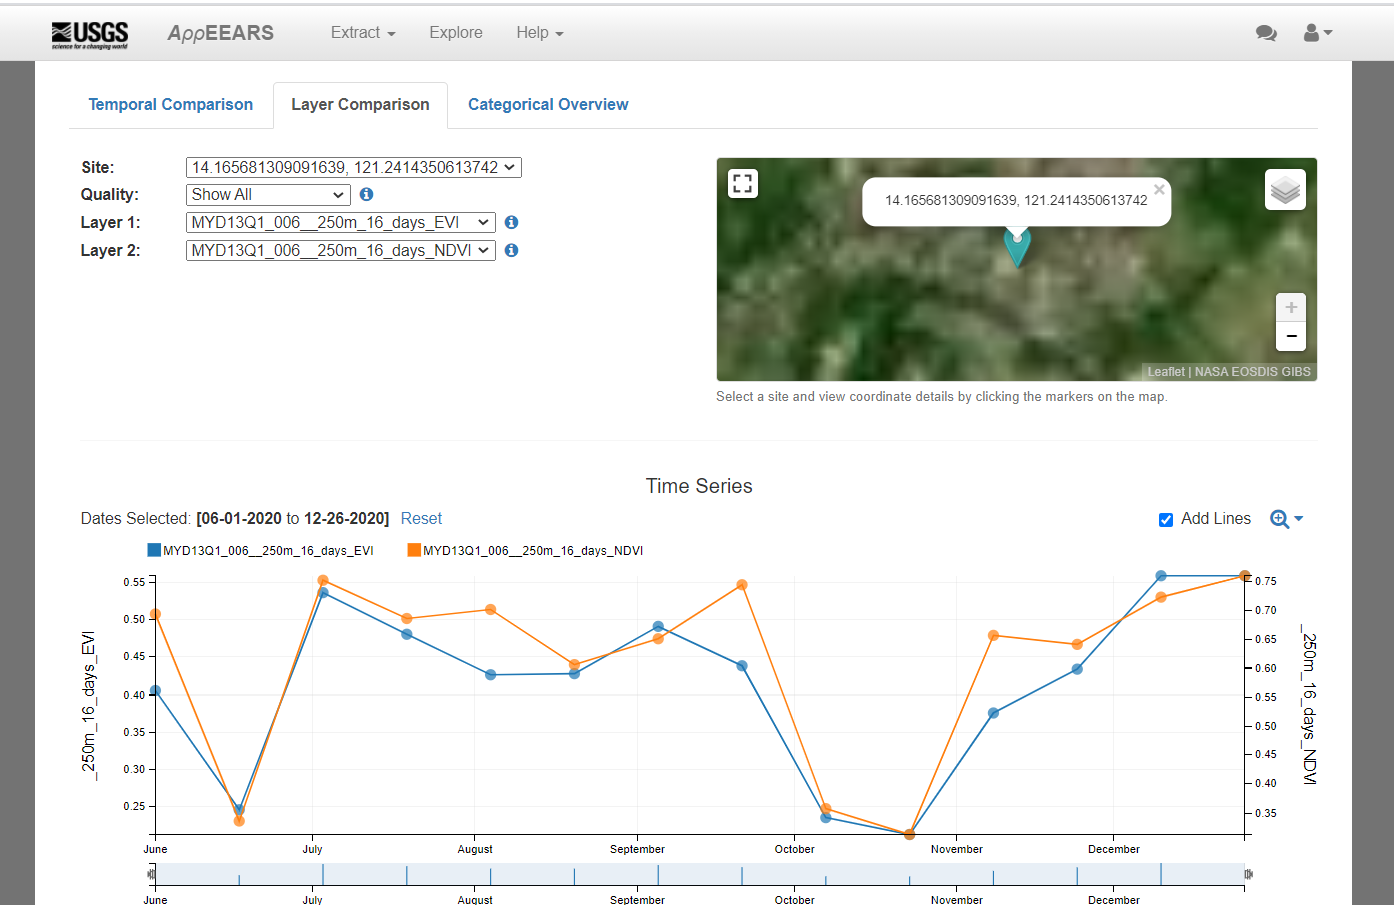 USGS
science for a changing world
AppEEARS
Extract
Explore
Help
Temporal Comparison
Layer Comparison
Categorical Overview
Site: 14.165681309091639, 121.2414350613742
Quality: Show All
Layer 1: MYD13Q1_006__250m_16_days_EVI
Layer 2: MYD13Q1_006__250m_16_days_NDVI
14.165681309091639, 121.2414350613742
×
+
−
Leaflet | NASA EOSDIS GIBS
Select a site and view coordinate details by clicking the markers on the map.
Time Series
Dates Selected: [06-01-2020 to 12-26-2020] Reset
Add Lines
MYD13Q1_006__250m_16_days_EVI
MYD13Q1_006__250m_16_days_NDVI
_250m_16_days_EVI
0.55
0.50
0.45
0.40
0.35
0.30
0.25
0.75
0.70
0.65
0.60
0.55
0.50
0.45
0.40
0.35
_250m_16_days_NDVI
June July August September October November December
June July August September October November December